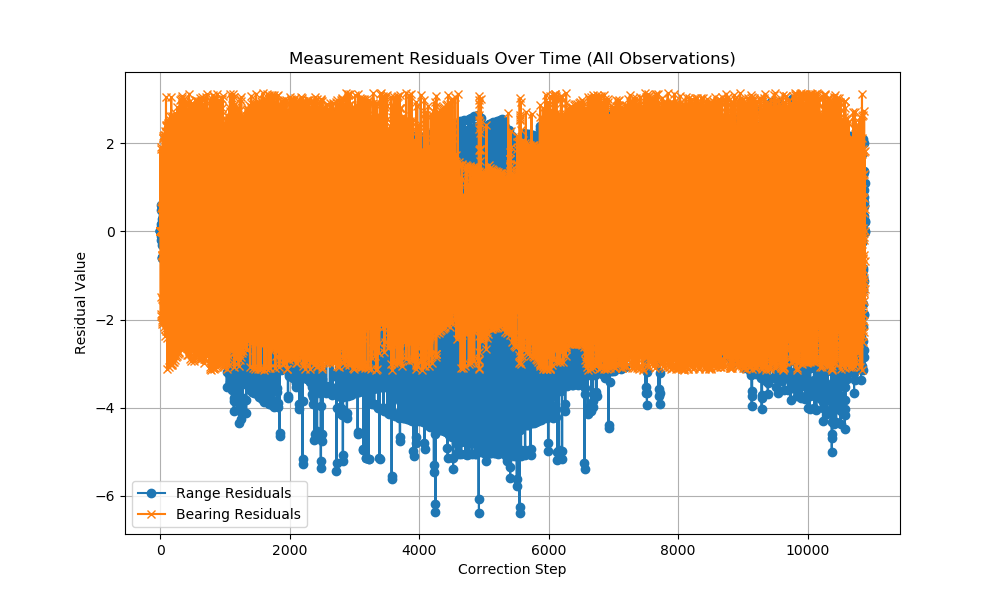 Measurement Residuals Over Time (All Observations)
Residual Value
2
0
−2
−4
−6
Range Residuals
Bearing Residuals
0
2000
4000
6000
8000
10000
Correction Step